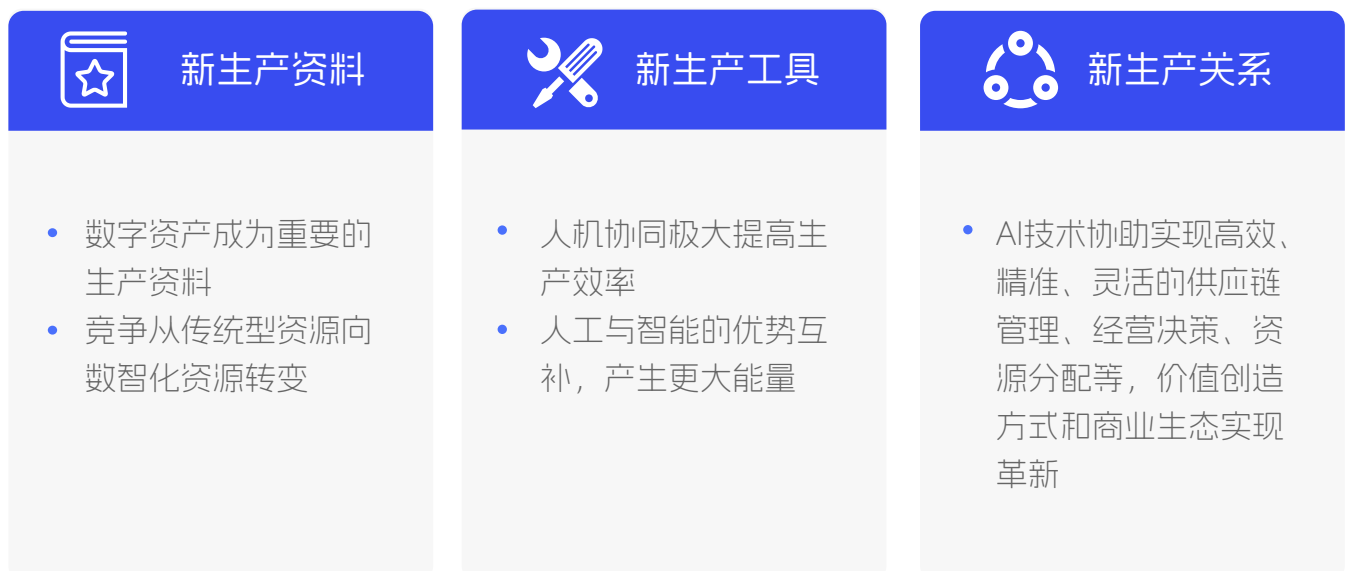 新生产资料
数字资产成为重要的
生产资料
竞争从传统型资源向
数智化资源转变
新生产工具
人机协同极大提高生
产效率
人工与智能的优势互
补，产生更大能量
新生产关系
AI技术协助实现高效、
精准、灵活的供应链
管理、经营决策、资
源分配等，价值创造
方式和商业生态实现
革新